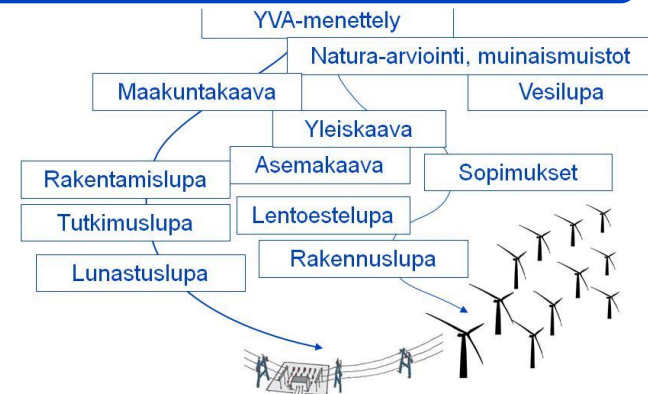 YVA-menettely
Natura-arviointi, muinaismuistot
Maakuntakaava
Vesilupa
Yleiskaava
Asemakaava
Sopimukset
Rakentamislupa
Tutkimuslupa
Lentoestelupa
Rakennuslupa
Lunastuslupa